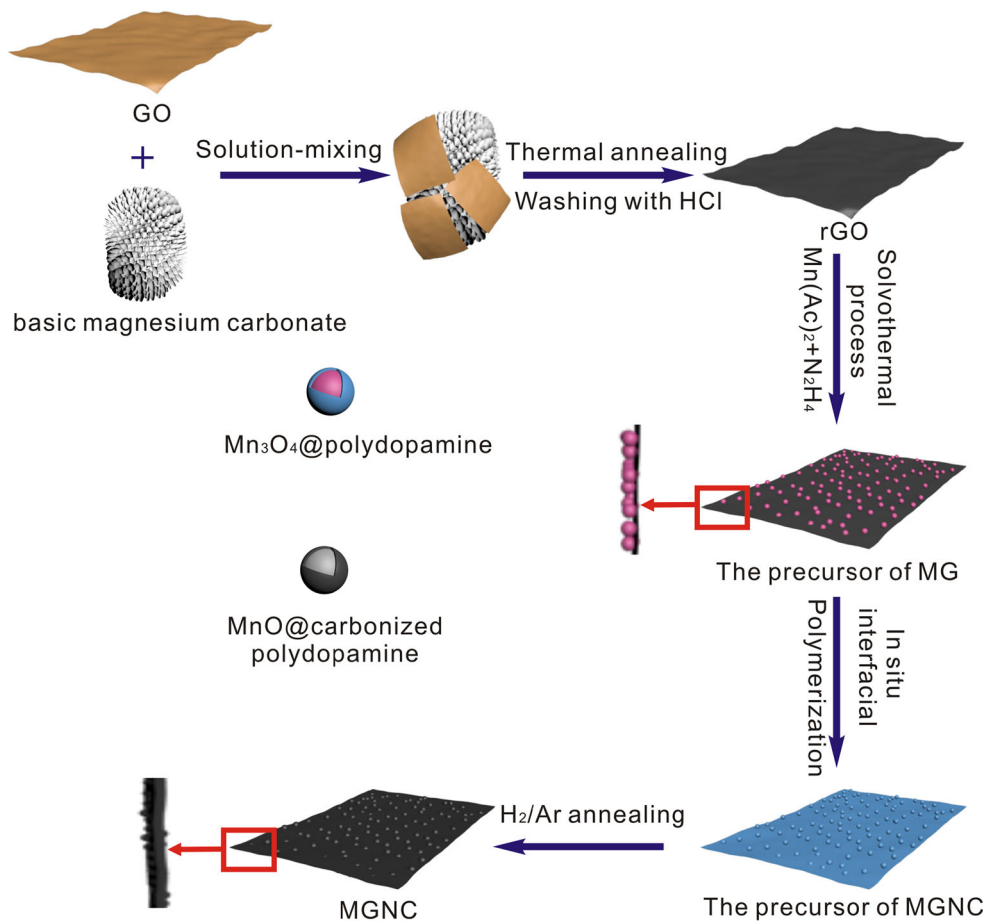 GO
+
basic magnesium carbonate
Solution-mixing
Thermal annealing
Washing with HCl
rGO
Solvothermal
process
Mn(Ac)₂+N₂H₄
Mn₃O₄@polydopamine
The precursor of MG
MnO@carbonized
polydopamine
In situ
interfacial
Polymerization
H₂/Ar annealing
MGNC
The precursor of MGNC